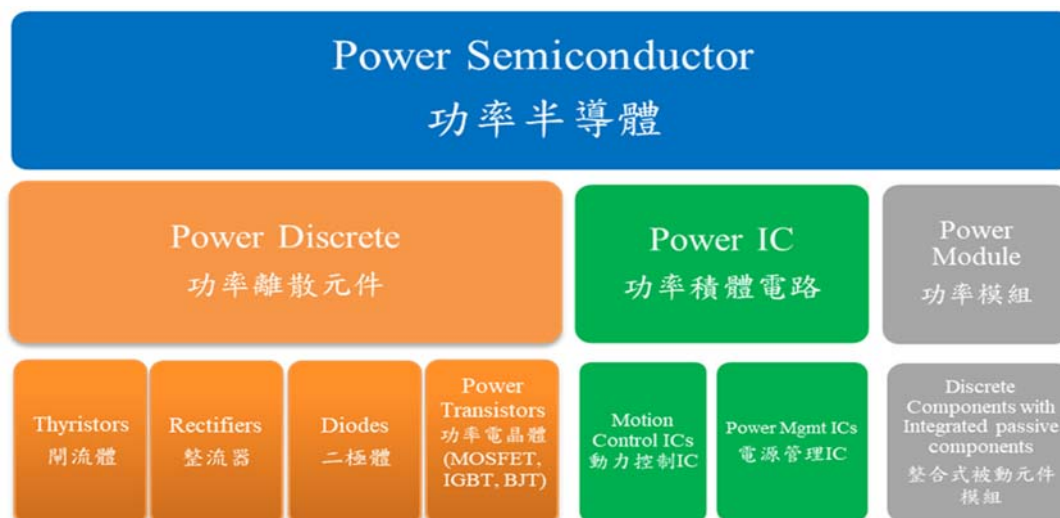 Power Semiconductor
功率半導體
Power Discrete
功率離散元件
Power IC
功率積體電路
Power
Module
功率模組
Thyristors
閘流體
Rectifiers
整流器
Diodes
二極體
Power
Transistors
功率電晶體
(MOSFET,
IGBT, BJT)
Motion
Control ICs
動力控制IC
Power Mgmt ICs
電源管理IC
Discrete
Components with
Integrated passive
components
整合式被動元件
模組